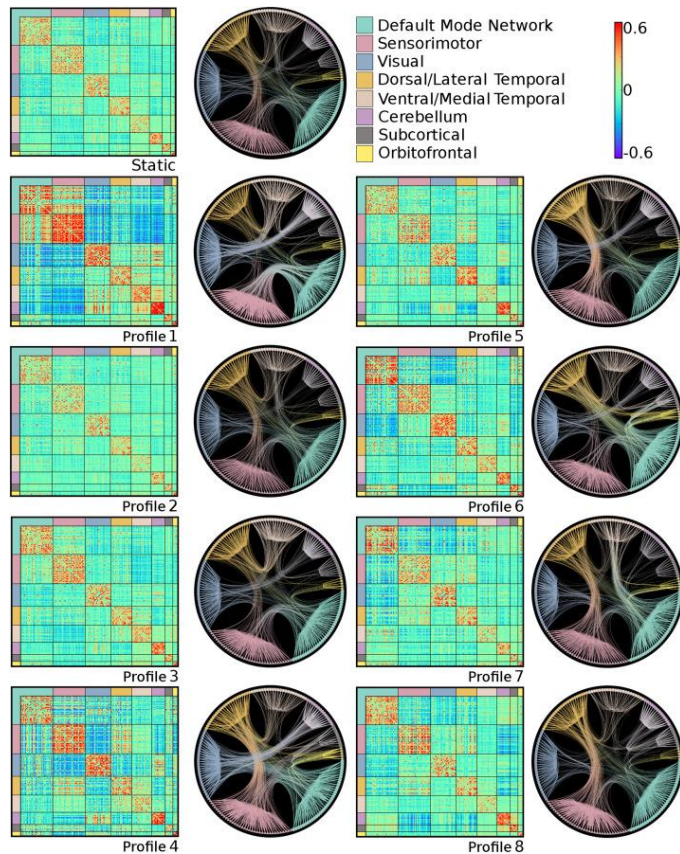 Default Mode Network
Sensorimotor
Visual
Dorsal/Lateral Temporal
Ventral/Medial Temporal
Cerebellum
Subcortical
Orbitofrontal
0.6
0
-0.6
Static
Profile 1
Profile 5
Profile 2
Profile 6
Profile 3
Profile 7
Profile 4
Profile 8